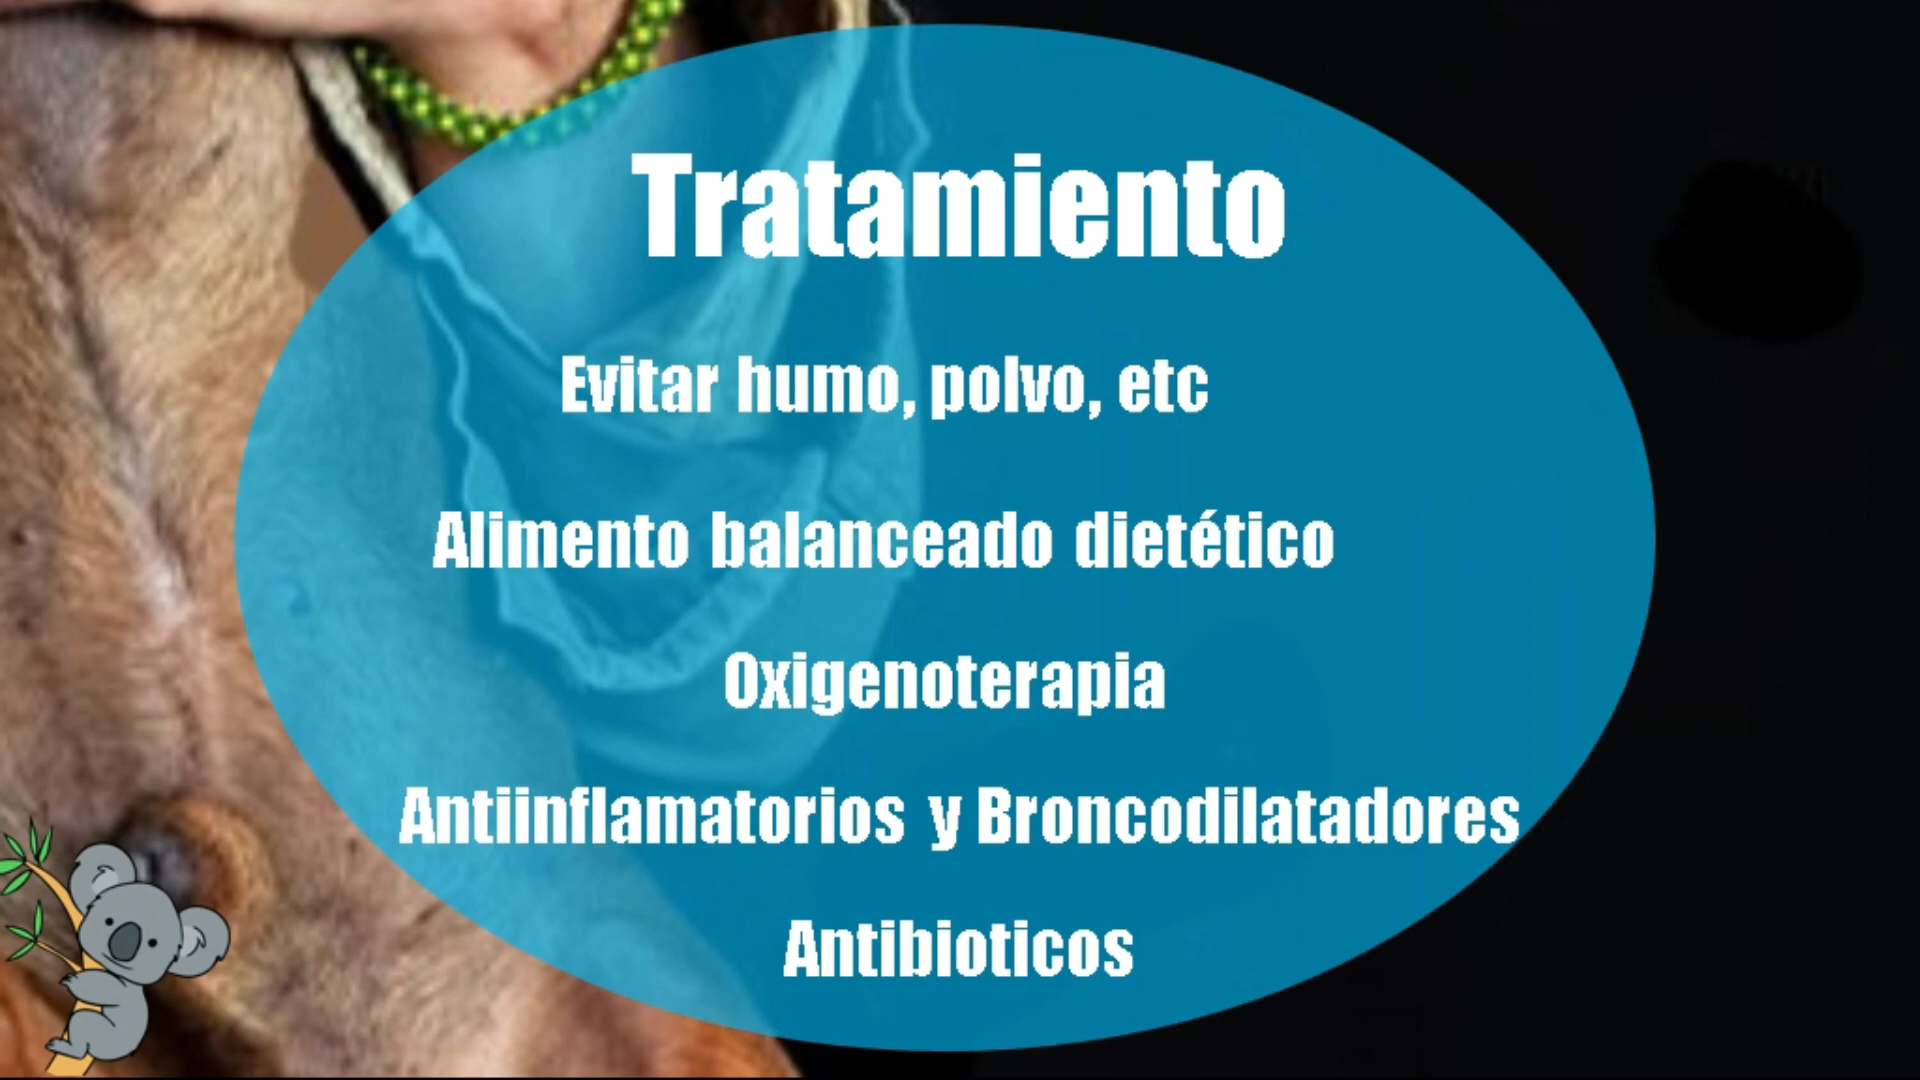 Tratamiento
Evitar humo, polvo, etc
Alimento balanceado dietético
Oxigenoterapia
Antiinflamatorios y Broncodilatadores
Antibioticos